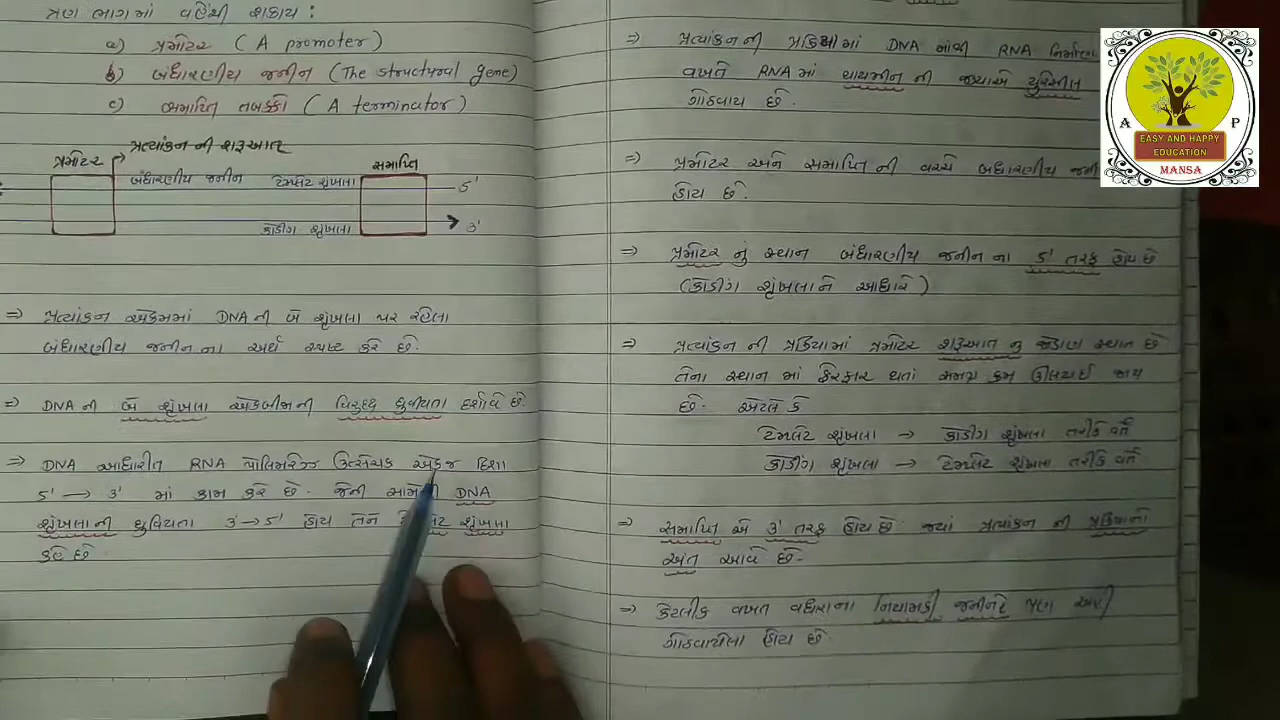 ત્રણ ભાગમાં વહેંચી શકાય :
a) પ્રમોટર ( A promoter )
b) બંધારણીય જનીન ( The structural gene )
c) સમાપ્તિ તબક્કો ( A terminator )
પ્રત્યાંકન ની શરૂઆત
પ્રમોટર
સમાપ્તિ
બંધારણીય જનીન
ટેમ્પ્લેટ શૃંખલા
5'
કોડીંગ શૃંખલા
3'
⇒ પ્રત્યાંકન એકમમાં DNA ની બે શૃંખલા પર રહેલા
બંધારણીય જનીન ના અર્થ સ્પષ્ટ કરે છે.
⇒ DNA ની બે શૃંખલા એકબીજાની વિરુદ્ધ ધ્રુવીયતા દર્શાવે છે.
⇒ DNA આધારીત RNA પોલિમરેઝ ઉત્સેચક એકજ દિશા
5' → 3' માં કામ કરે છે. જેની સામેની DNA
શૃંખલાની ધ્રુવિયતા 3' → 5' હોય તેને શૃંખલા
કહે છે
⇒ પ્રત્યાંકન ની પ્રક્રિયામાં DNA માંથી RNA નિર્માણ
વખતે RNA માં થાયમીન ની જગ્યાએ યુરેસીલ
ગોઠવાય છે.
⇒ પ્રમોટર અને સમાપ્તિ ની વચ્ચે બંધારણીય
હોય છે.
⇒ પ્રમોટર નું સ્થાન બંધારણીય જનીન ના 5' તરફ હોય છે
( કોડીંગ શૃંખલાને આધારે )
⇒ પ્રત્યાંકન ની પ્રક્રિયામાં પ્રમોટર શરૂઆત નુ જોડાણ સ્થાન છે
તેના સ્થાન માં ફેરફાર થતાં સમગ્ર ક્રમ ઉલટાઈ જાય
છે. એટલે કે
ટેમ્પ્લેટ શૃંખલા → કોડીંગ શૃંખલા તરીકે વર્તે
કોડીંગ શૃંખલા → ટેમ્પ્લેટ શૃંખલા તરીકે વર્તે
⇒ સમાપ્તિ એ 3' તરફ હોય છે જ્યાં પ્રત્યાંકન ની પ્રક્રિયાનો
અંત આવે છે.
⇒ કેટલીક વખત વધારાના નિયામકી જનીનો પણ
ગોઠવાયેલા હોય છે
A P
EASY AND HAPPY
EDUCATION
MANSA